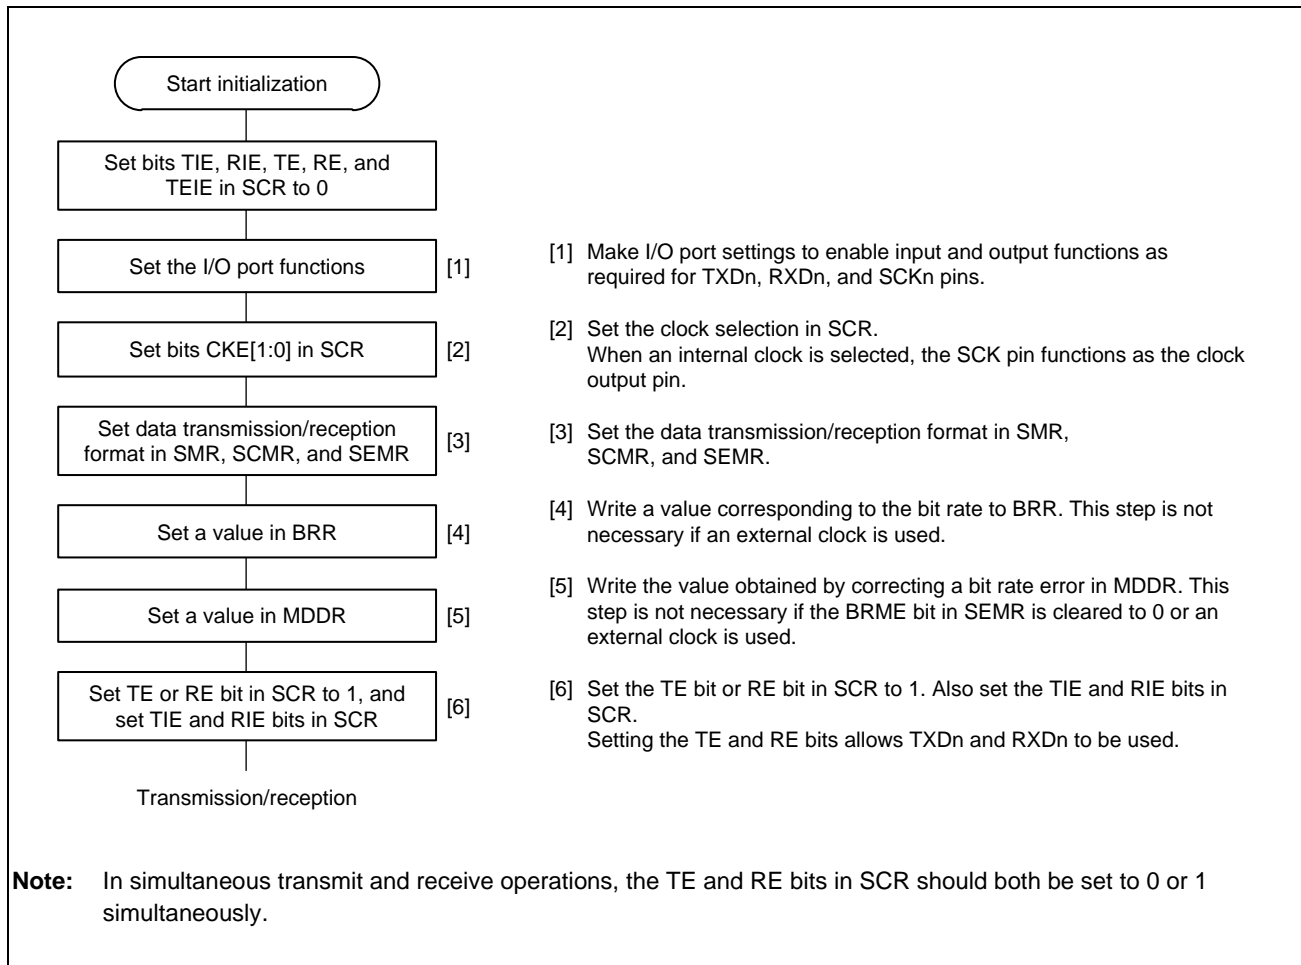 Start initialization
Set bits TIE, RIE, TE, RE, and
TEIE in SCR to 0
Set the I/O port functions
[1]
Set bits CKE[1:0] in SCR
[2]
Set data transmission/reception
format in SMR, SCMR, and SEMR
[3]
Set a value in BRR
[4]
Set a value in MDDR
[5]
Set TE or RE bit in SCR to 1, and
set TIE and RIE bits in SCR
[6]
Transmission/reception
[1] Make I/O port settings to enable input and output functions as
required for TXDn, RXDn, and SCKn pins.
[2] Set the clock selection in SCR.
When an internal clock is selected, the SCK pin functions as the clock
output pin.
[3] Set the data transmission/reception format in SMR,
SCMR, and SEMR.
[4] Write a value corresponding to the bit rate to BRR. This step is not
necessary if an external clock is used.
[5] Write the value obtained by correcting a bit rate error in MDDR. This
step is not necessary if the BRME bit in SEMR is cleared to 0 or an
external clock is used.
[6] Set the TE bit or RE bit in SCR to 1. Also set the TIE and RIE bits in
SCR.
Setting the TE and RE bits allows TXDn and RXDn to be used.
Note: In simultaneous transmit and receive operations, the TE and RE bits in SCR should both be set to 0 or 1
simultaneously.